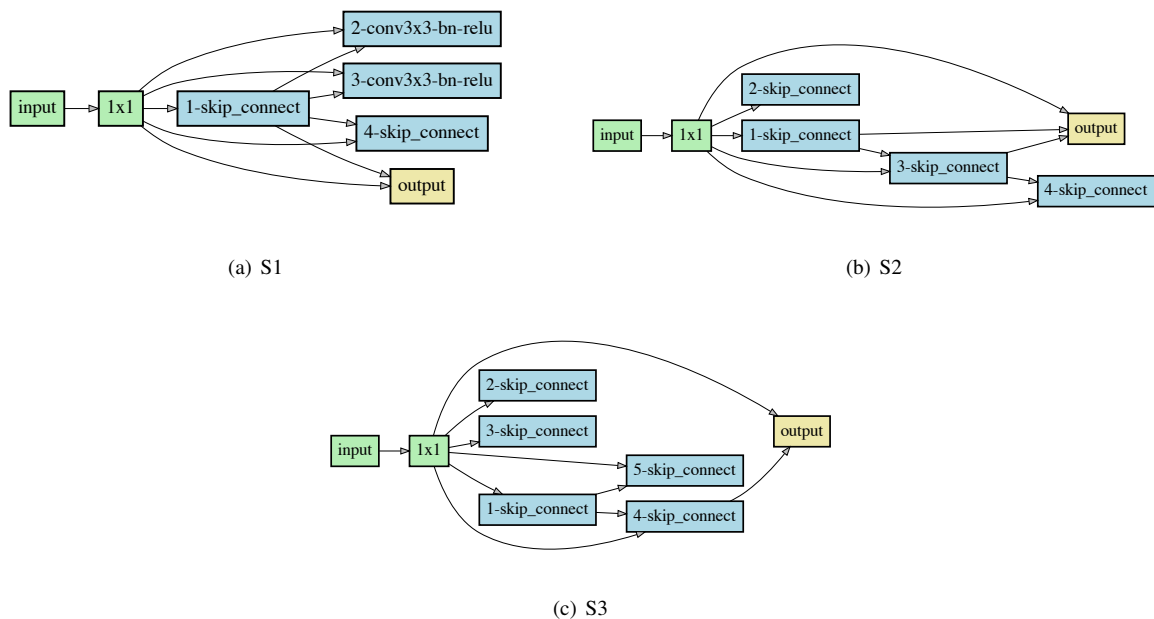 2-conv3x3-bn-relu
3-conv3x3-bn-relu
input
1x1
1-skip_connect
4-skip_connect
output
(a) S1
2-skip_connect
output
input
1x1
1-skip_connect
3-skip_connect
4-skip_connect
(b) S2
2-skip_connect
3-skip_connect
output
input
1x1
5-skip_connect
1-skip_connect
4-skip_connect
(c) S3